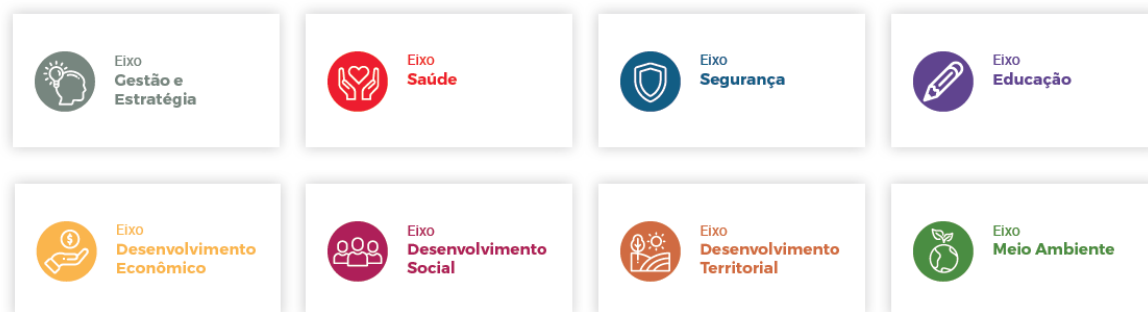 Eixo
Gestão e
Estratégia
Eixo
Saúde
Eixo
Segurança
Eixo
Educação
Eixo
Desenvolvimento
Econômico
Eixo
Desenvolvimento
Social
Eixo
Desenvolvimento
Territorial
Eixo
Meio Ambiente